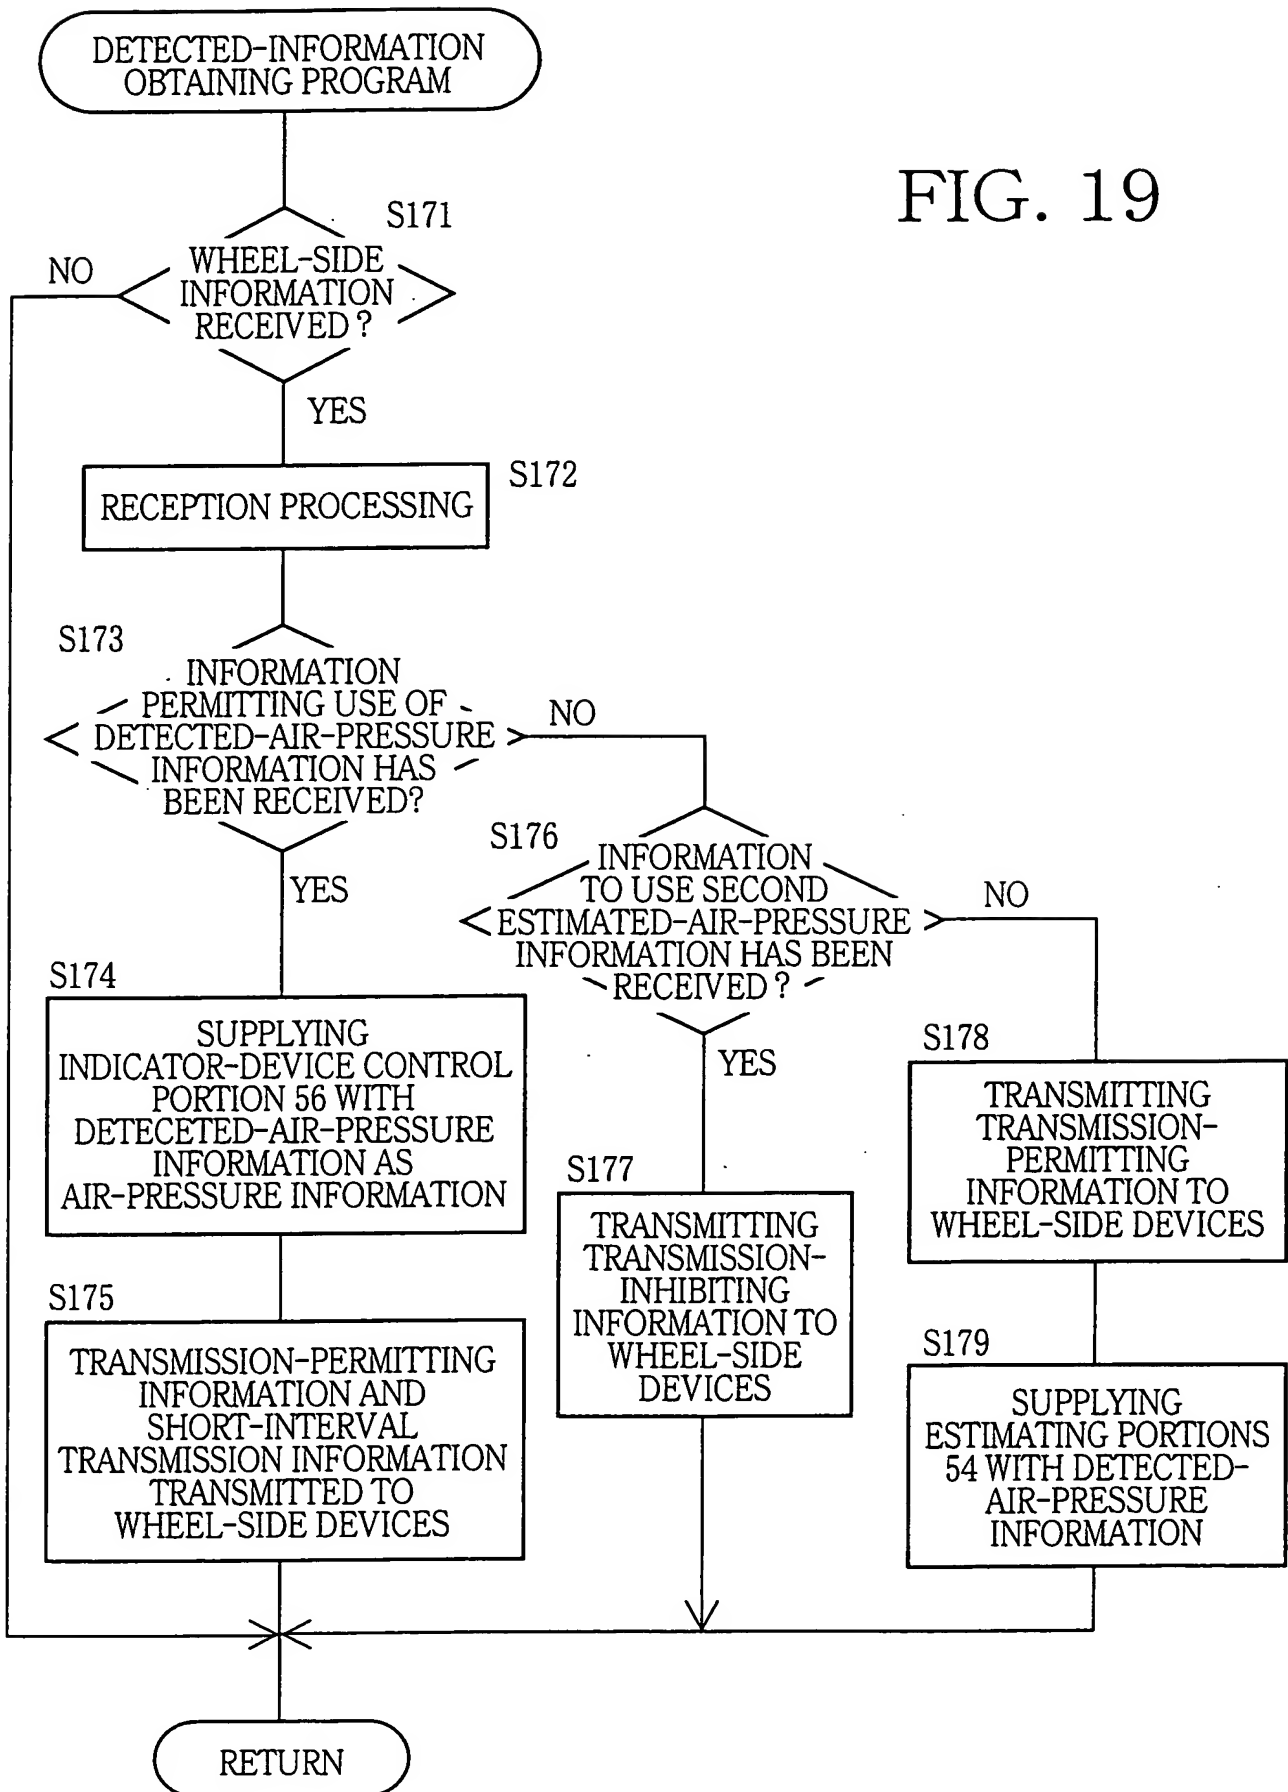 DETECTED-INFORMATION
OBTAINING PROGRAM
FIG. 19
S171
WHEEL-SIDE
INFORMATION
RECEIVED ?
NO
YES
S172
RECEPTION PROCESSING
S173
INFORMATION
PERMITTING USE OF
DETECTED-AIR-PRESSURE
INFORMATION HAS
BEEN RECEIVED?
NO
YES
S176
INFORMATION
TO USE SECOND
ESTIMATED-AIR-PRESSURE
INFORMATION HAS BEEN
RECEIVED ?
NO
YES
S174
SUPPLYING
INDICATOR-DEVICE CONTROL
PORTION 56 WITH
DETECETED-AIR-PRESSURE
INFORMATION AS
AIR-PRESSURE INFORMATION
S175
TRANSMISSION-PERMITTING
INFORMATION AND
SHORT-INTERVAL
TRANSMISSION INFORMATION
TRANSMITTED TO
WHEEL-SIDE DEVICES
S177
TRANSMITTING
TRANSMISSION-
INHIBITING
INFORMATION TO
WHEEL-SIDE
DEVICES
S178
TRANSMITTING
TRANSMISSION-
PERMITTING
INFORMATION TO
WHEEL-SIDE DEVICES
S179
SUPPLYING
ESTIMATING PORTIONS
54 WITH DETECTED-
AIR-PRESSURE
INFORMATION
RETURN